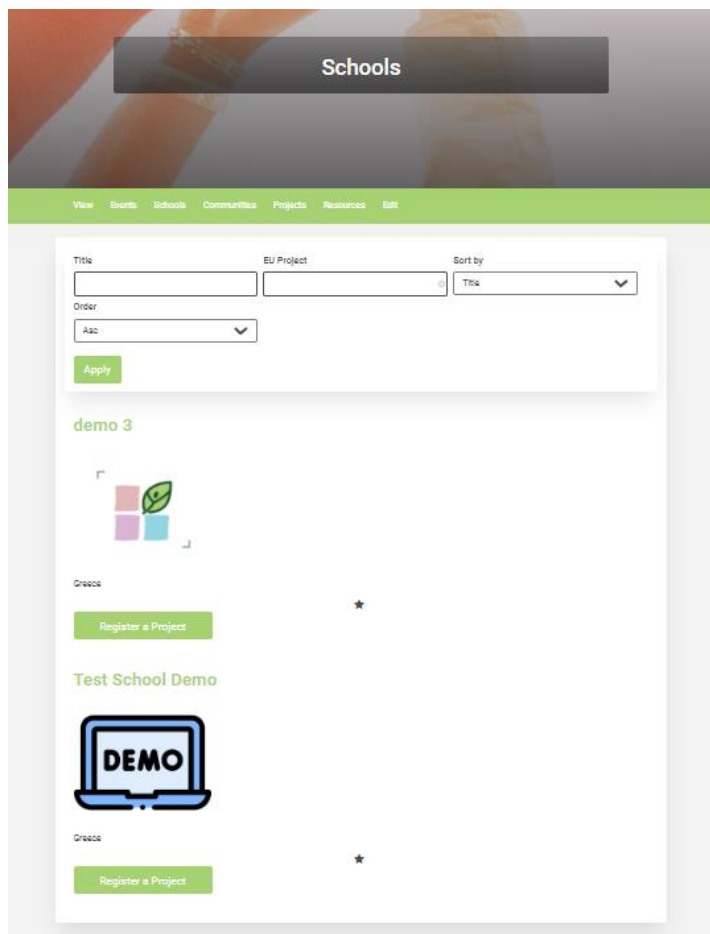 Schools
View Events Schools Communities Projects Resources Edit
Title EU Project Sort by
Title
Order
Asc
Apply
demo 3
Greece
Register a Project
Test School Demo
DEMO
Greece
Register a Project